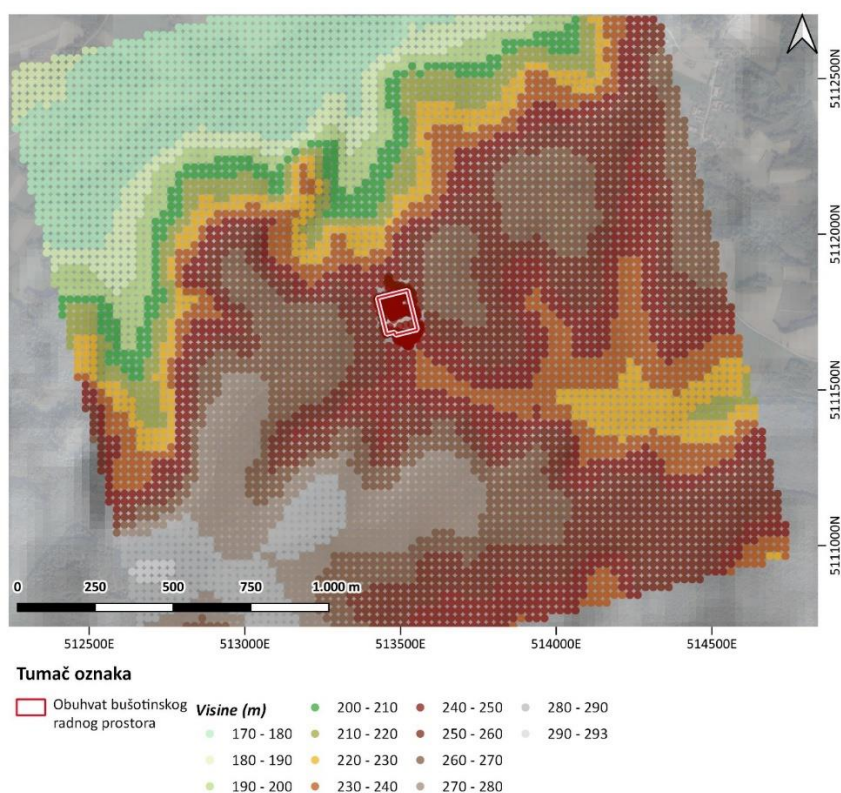 5112500N
5112000N
5111500N
5111000N
0 250 500 750 1.000 m
512500E 513000E 513500E 514000E 514500E
Tumač oznaka
Obuhvat bušotinskog
radnog prostora
Visine (m)
170 - 180
180 - 190
190 - 200
200 - 210
210 - 220
220 - 230
230 - 240
240 - 250
250 - 260
260 - 270
270 - 280
280 - 290
290 - 293